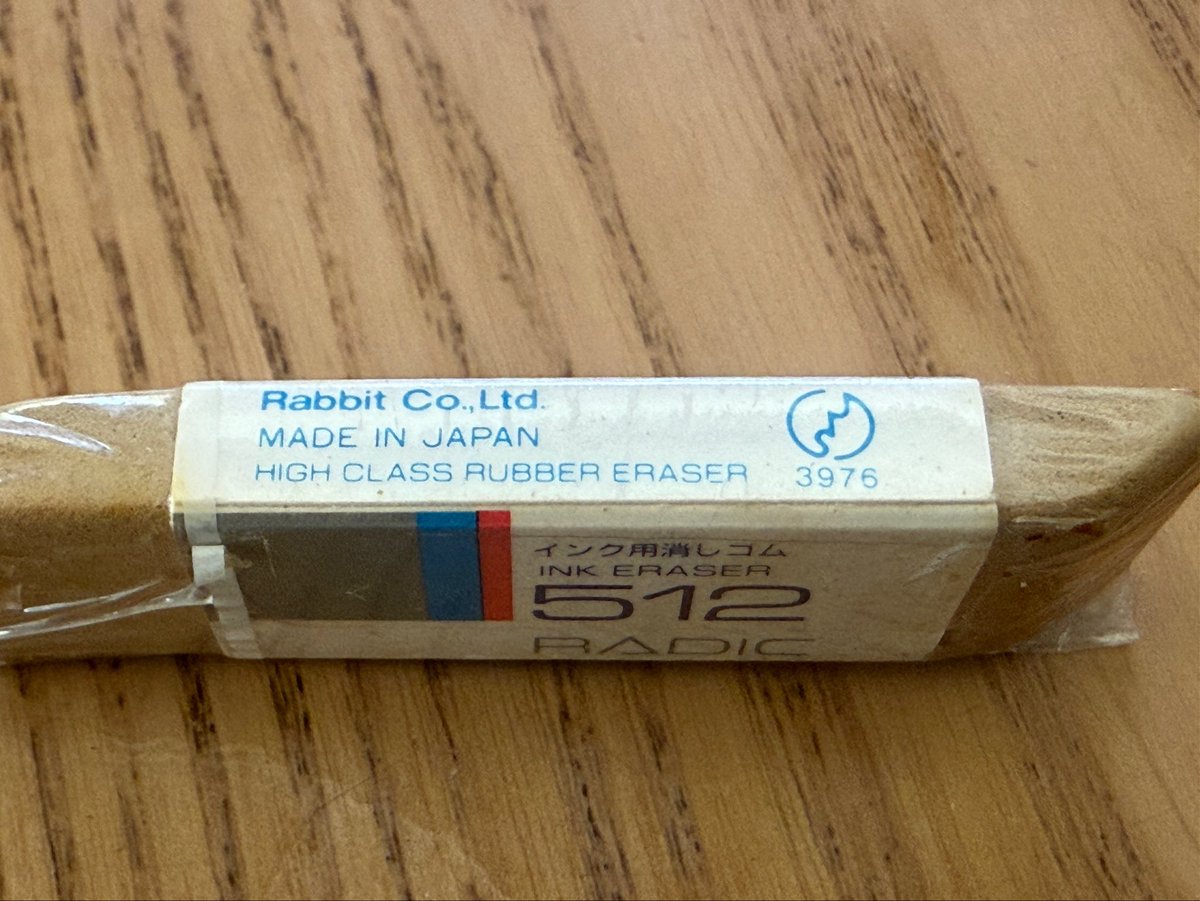 Rabbit Co.,Ltd.
MADE IN JAPAN
HIGH CLASS RUBBER ERASER
3976
インク用消しゴム
INK ERASER
512
RADIC